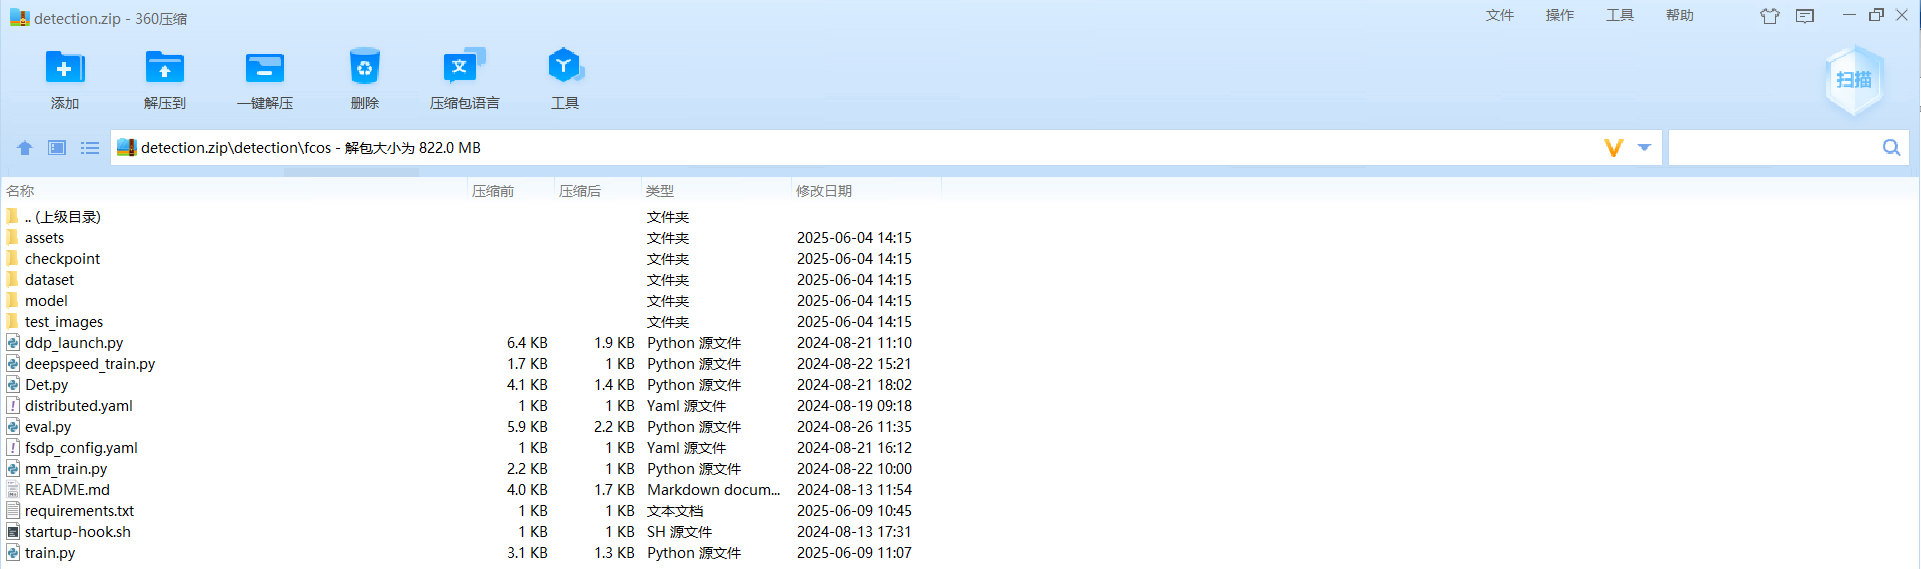 detection.zip - 360压缩
文件 操作 工具 帮助
添加 解压到 一键解压 删除 压缩包语言 工具
扫描
detection.zip\detection\fcos - 解包大小为 822.0 MB
名称 压缩前 压缩后 类型 修改日期
.. (上级目录) 文件夹
assets 文件夹 2025-06-04 14:15
checkpoint 文件夹 2025-06-04 14:15
dataset 文件夹 2025-06-04 14:15
model 文件夹 2025-06-04 14:15
test_images 文件夹 2025-06-04 14:15
ddp_launch.py 6.4 KB 1.9 KB Python 源文件 2024-08-21 11:10
deepspeed_train.py 1.7 KB 1 KB Python 源文件 2024-08-22 15:21
Det.py 4.1 KB 1.4 KB Python 源文件 2024-08-21 18:02
distributed.yaml 1 KB 1 KB Yaml 源文件 2024-08-19 09:18
eval.py 5.9 KB 2.2 KB Python 源文件 2024-08-26 11:35
fsdp_config.yaml 1 KB 1 KB Yaml 源文件 2024-08-21 16:12
mm_train.py 2.2 KB 1 KB Python 源文件 2024-08-22 10:00
README.md 4.0 KB 1.7 KB Markdown docum... 2024-08-13 11:54
requirements.txt 1 KB 1 KB 文本文档 2025-06-09 10:45
startup-hook.sh 1 KB 1 KB SH 源文件 2024-08-13 17:31
train.py 3.1 KB 1.3 KB Python 源文件 2025-06-09 11:07